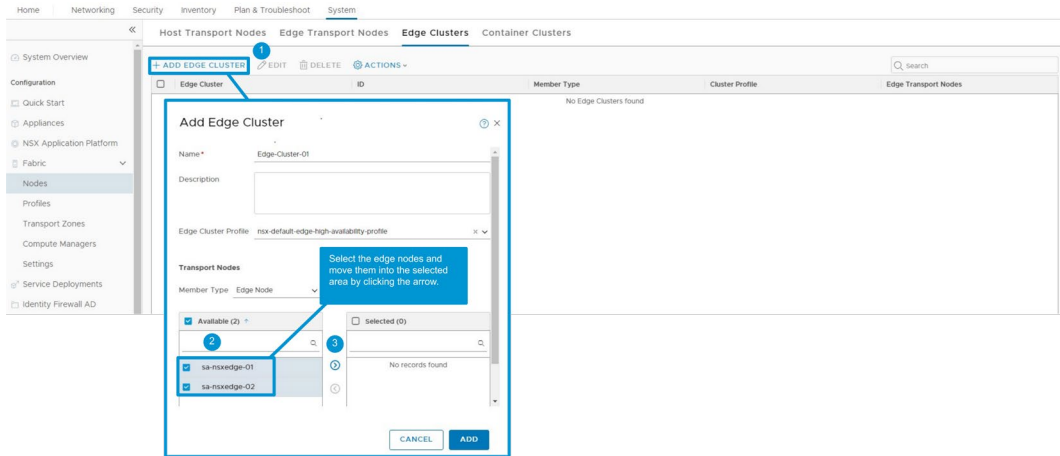 Home Networking Security Inventory Plan & Troubleshoot System
«
Host Transport Nodes Edge Transport Nodes Edge Clusters Container Clusters
1
System Overview
+ ADD EDGE CLUSTER EDIT DELETE ACTIONS
Search
Configuration
Edge Cluster ID Member Type Cluster Profile Edge Transport Nodes
No Edge Clusters found
Quick Start
Appliances
NSX Application Platform
Fabric
Nodes
Profiles
Transport Zones
Compute Managers
Settings
Service Deployments
Identity Firewall AD
Add Edge Cluster
Name* Edge-Cluster-01
Description
Edge Cluster Profile nsx-default-edge-high-availability-profile
Select the edge nodes and
move them into the selected
area by clicking the arrow.
Transport Nodes
Member Type Edge Node
Available (2) Selected (0)
2 3
sa-nsxedge-01 No records found
sa-nsxedge-02
CANCEL ADD